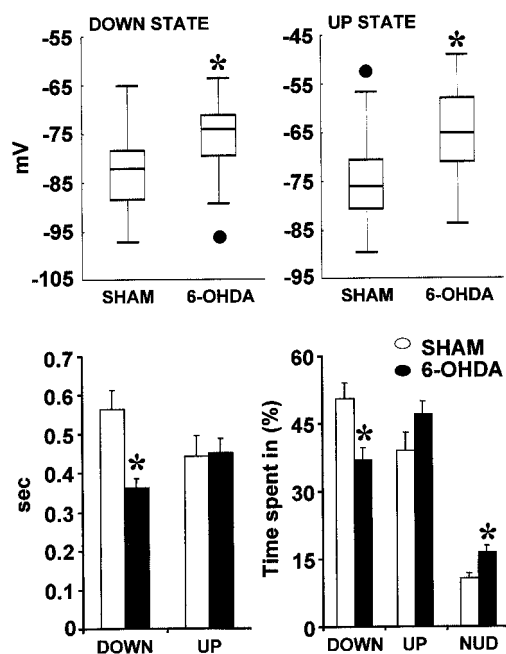 DOWN STATE
UP STATE
-55
-65
-75
-85
-95
-105
mV
*
SHAM
6-OHDA
-45
-55
-65
-75
-85
-95
*
SHAM
6-OHDA
0.7
0.6
0.5
0.4
0.3
0.2
0.1
0
sec
*
DOWN
UP
60
45
30
15
0
Time spent in (%)
SHAM
6-OHDA
*
*
DOWN
UP
NUD